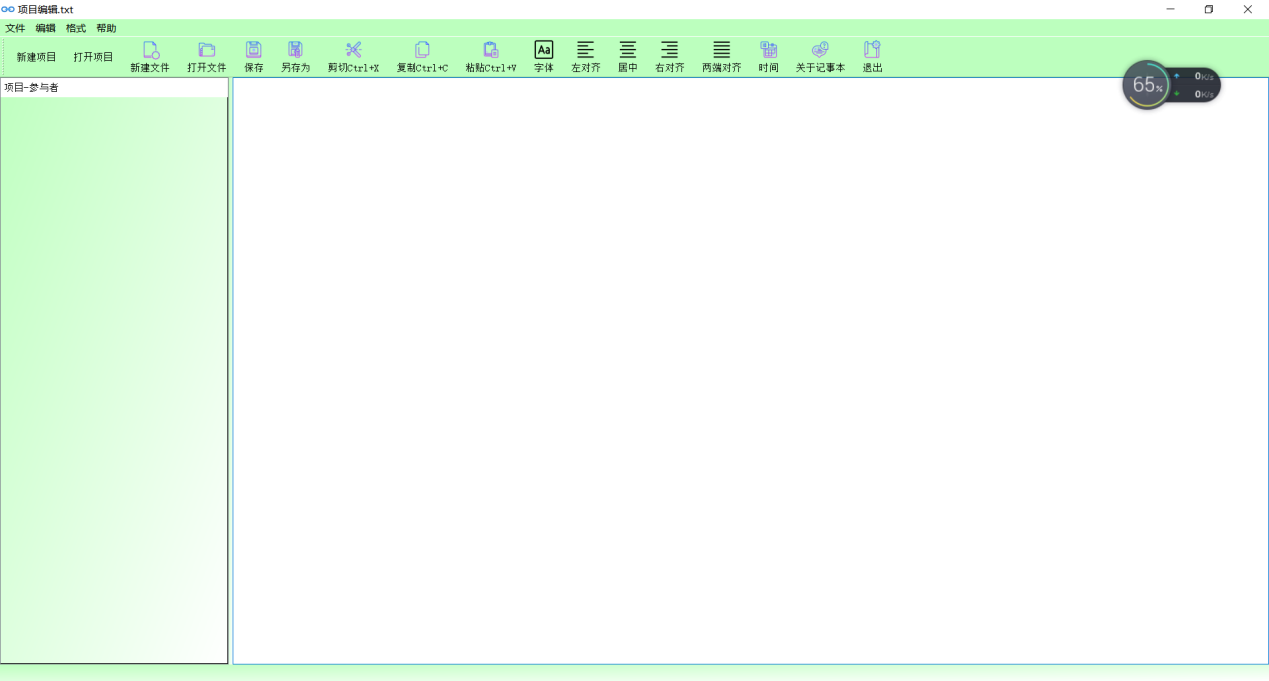 项目编辑.txt
文件 编辑 格式 帮助
新建项目 打开项目 新建文件 打开文件 保存 另存为 剪切Ctrl+X 复制Ctrl+C 粘贴Ctrl+V Aa 字体 左对齐 居中 右对齐 两端对齐 时间 关于记事本 退出
项目-参与者
65%
0K/s
0K/s